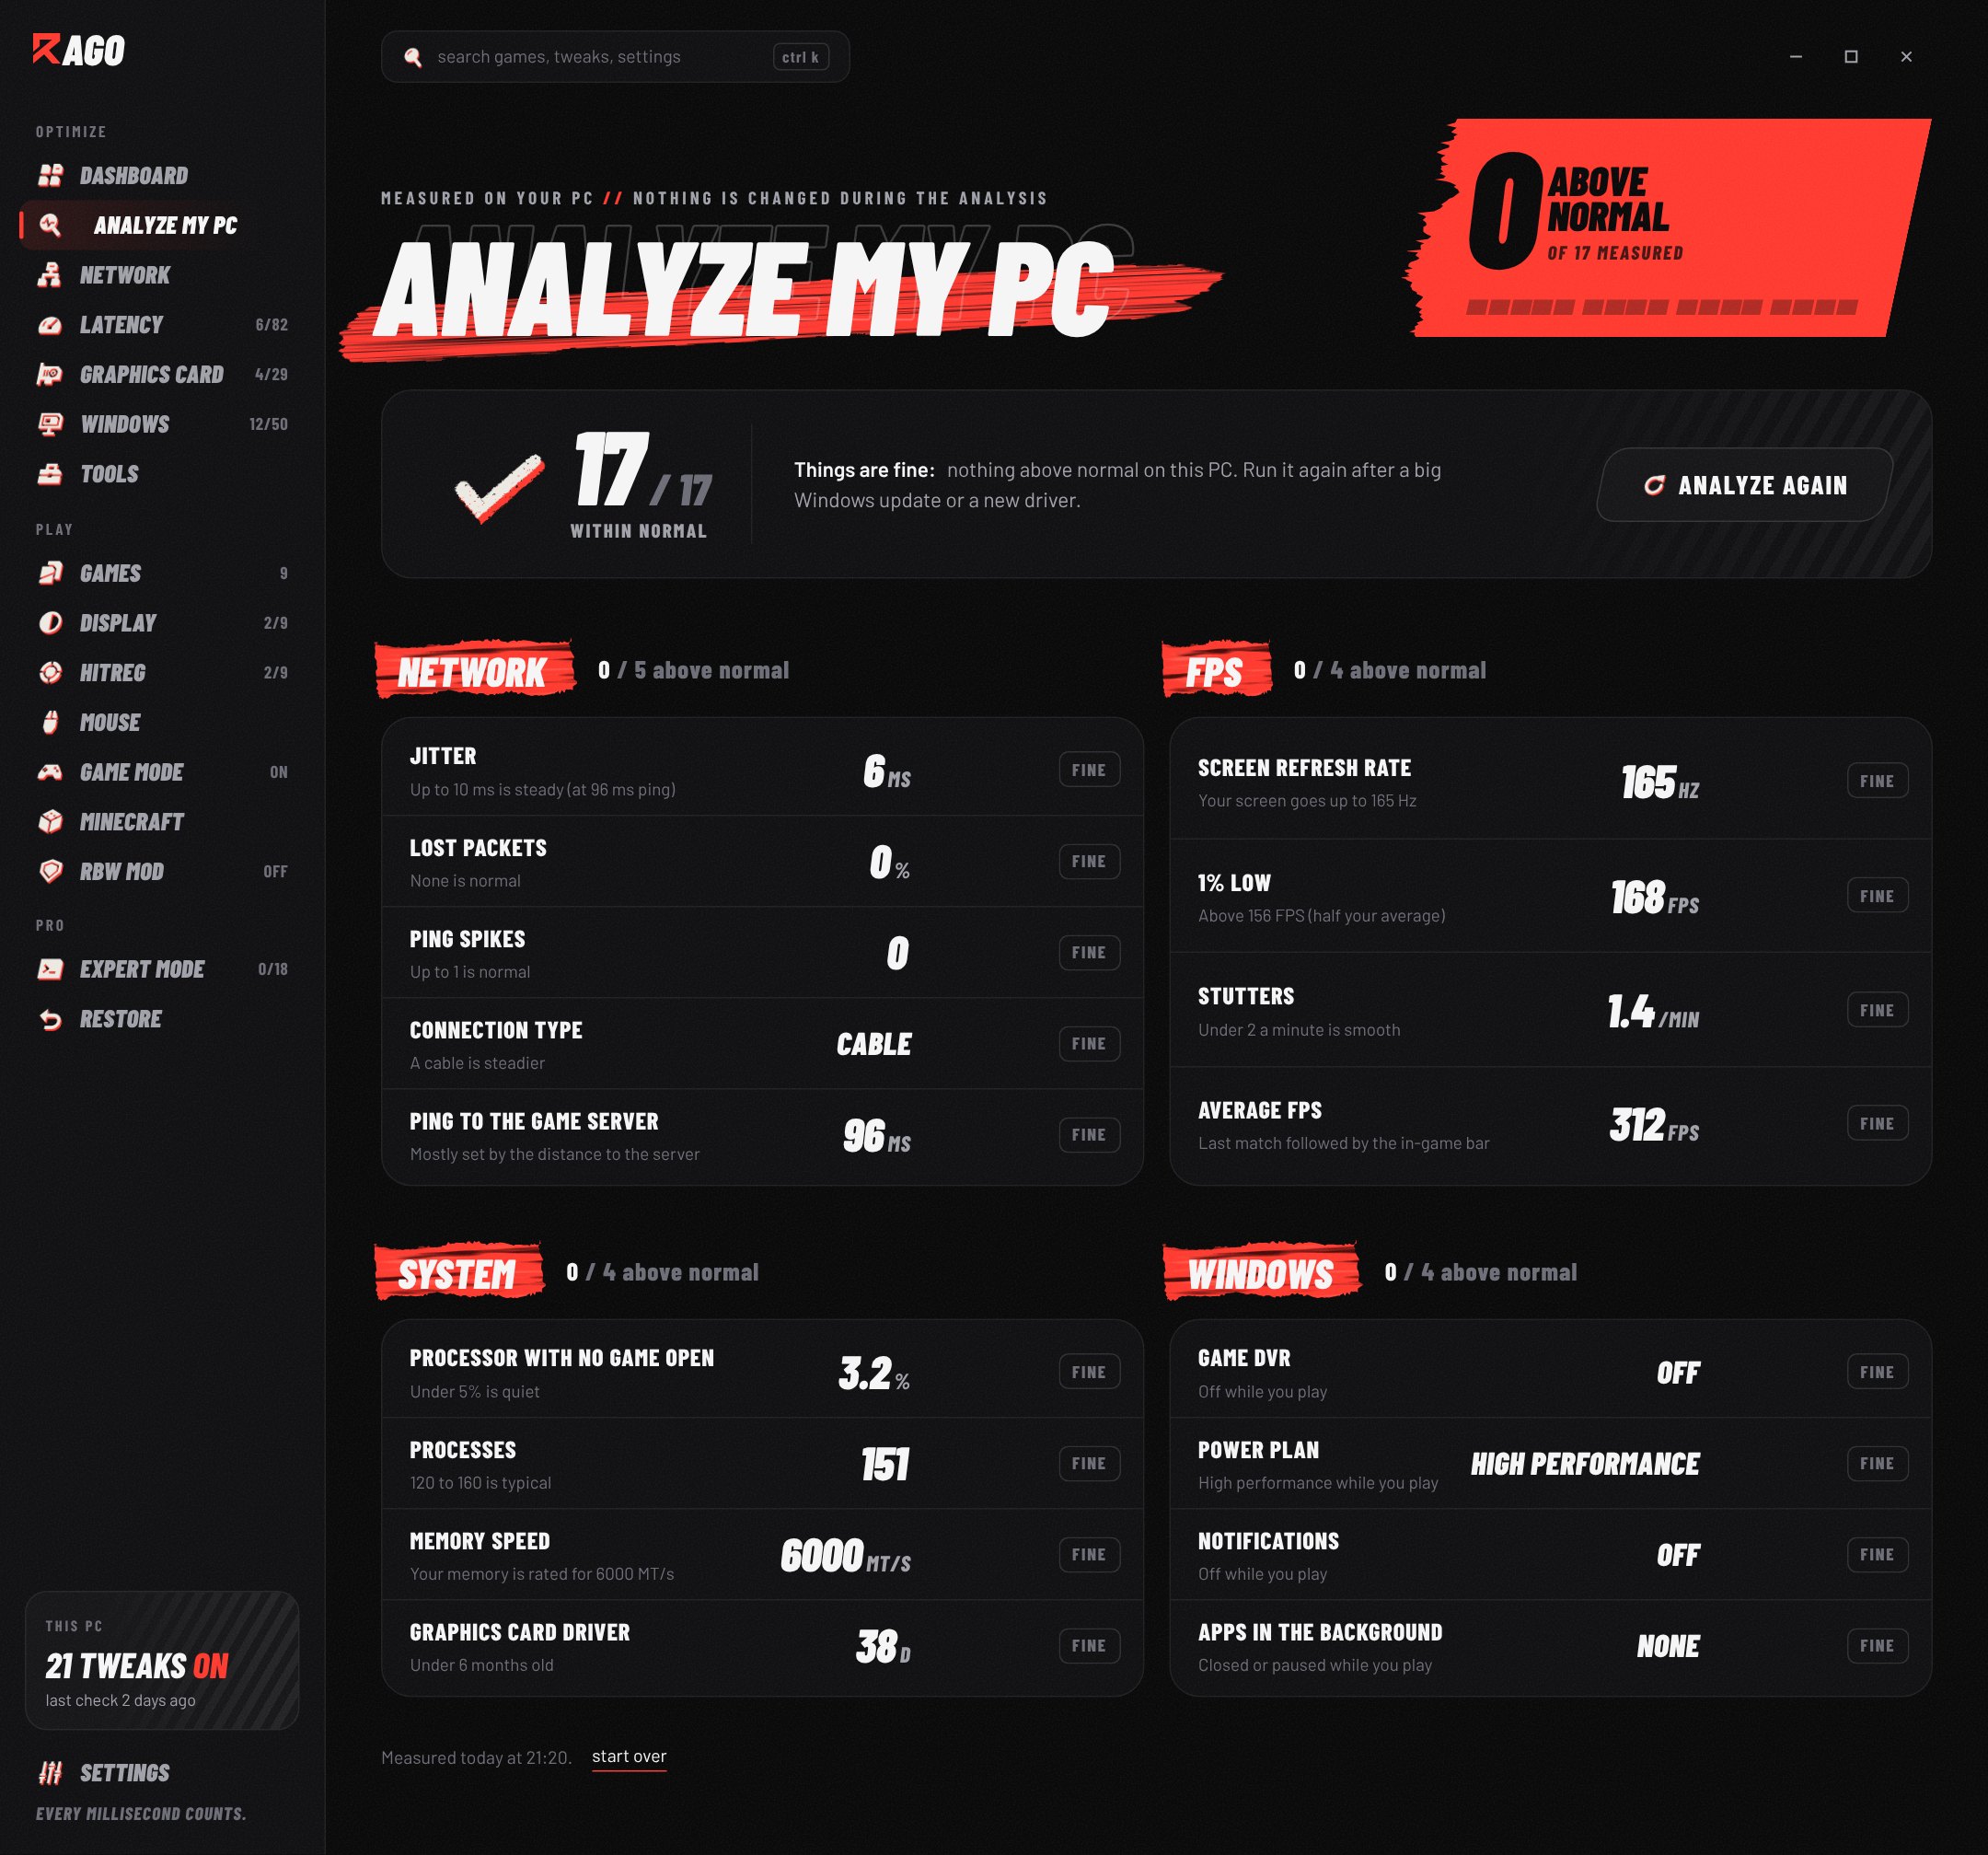 RAGO
search games, tweaks, settings
ctrl k
OPTIMIZE
DASHBOARD
ANALYZE MY PC
NETWORK
LATENCY 6/82
GRAPHICS CARD 4/29
WINDOWS 12/50
TOOLS
PLAY
GAMES 9
DISPLAY 2/9
HITREG 2/9
MOUSE
GAME MODE ON
MINECRAFT
RBW MOD OFF
PRO
EXPERT MODE 0/18
RESTORE
THIS PC
21 TWEAKS ON
last check 2 days ago
SETTINGS
EVERY MILLISECOND COUNTS.
MEASURED ON YOUR PC // NOTHING IS CHANGED DURING THE ANALYSIS
ANALYZE MY PC
0 ABOVE
NORMAL
OF 17 MEASURED
17 / 17
WITHIN NORMAL
Things are fine: nothing above normal on this PC. Run it again after a big
Windows update or a new driver.
ANALYZE AGAIN
NETWORK 0 / 5 above normal
JITTER
Up to 10 ms is steady (at 96 ms ping)
6 MS
FINE
LOST PACKETS
None is normal
0 %
FINE
PING SPIKES
Up to 1 is normal
0
FINE
CONNECTION TYPE
A cable is steadier
CABLE
FINE
PING TO THE GAME SERVER
Mostly set by the distance to the server
96 MS
FINE
FPS 0 / 4 above normal
SCREEN REFRESH RATE
Your screen goes up to 165 Hz
165 HZ
FINE
1% LOW
Above 156 FPS (half your average)
168 FPS
FINE
STUTTERS
Under 2 a minute is smooth
1.4 /MIN
FINE
AVERAGE FPS
Last match followed by the in-game bar
312 FPS
FINE
SYSTEM 0 / 4 above normal
PROCESSOR WITH NO GAME OPEN
Under 5% is quiet
3.2 %
FINE
PROCESSES
120 to 160 is typical
151
FINE
MEMORY SPEED
Your memory is rated for 6000 MT/s
6000 MT/S
FINE
GRAPHICS CARD DRIVER
Under 6 months old
38 D
FINE
WINDOWS 0 / 4 above normal
GAME DVR
Off while you play
OFF
FINE
POWER PLAN
High performance while you play
HIGH PERFORMANCE
FINE
NOTIFICATIONS
Off while you play
OFF
FINE
APPS IN THE BACKGROUND
Closed or paused while you play
NONE
FINE
Measured today at 21:20. start over